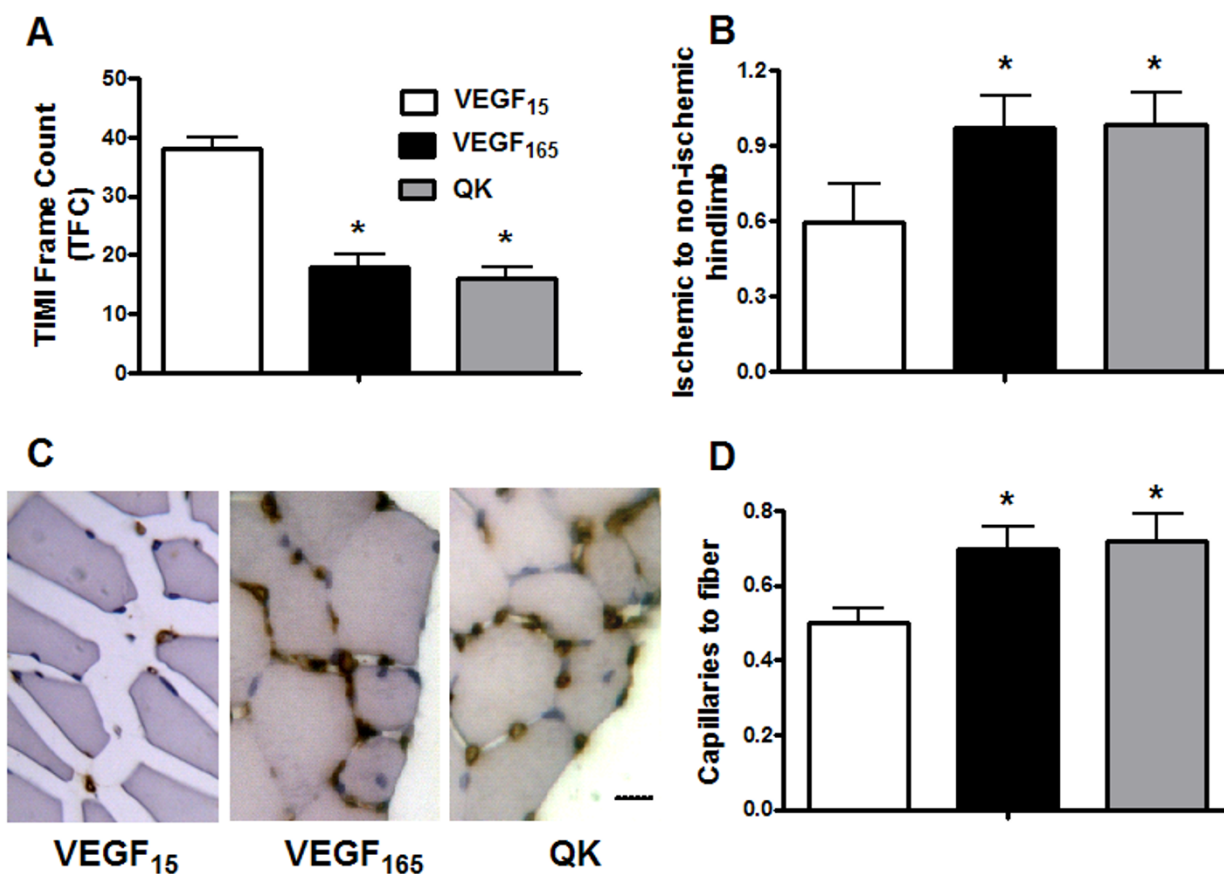 A
TIMI Frame Count
(TFC)
50
40
30
20
10
0
VEGF15
VEGF165
QK
*
*
B
Ischemic to non-ischemic
hindlimb
1.2
0.9
0.6
0.3
0.0
*
*
C
VEGF15
VEGF165
QK
D
Capillaries to fiber
0.8
0.6
0.4
0.2
0.0
*
*